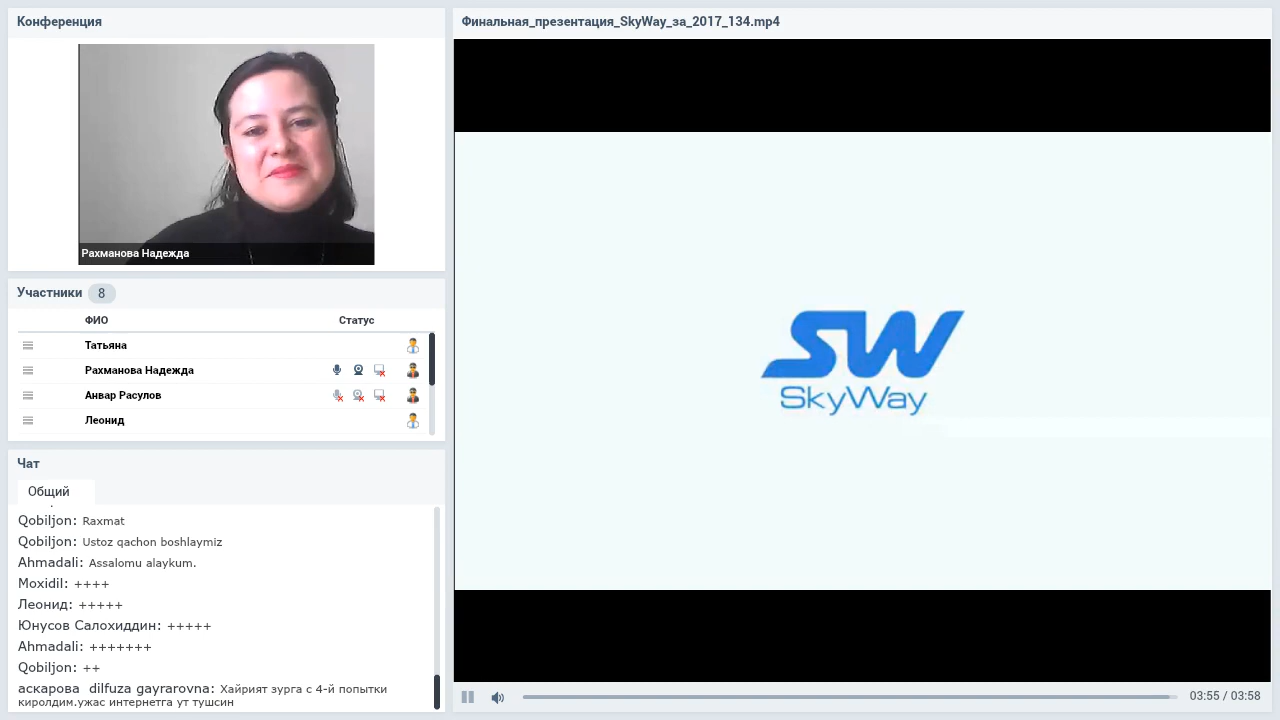 Конференция
Рахманова Надежда
Участники 8
ФИО Статус
Татьяна
Рахманова Надежда
Анвар Расулов
Леонид
Чат
Общий
Qobiljon: Raxmat
Qobiljon: Ustoz qachon boshlaymiz
Ahmadali: Assalomu alaykum.
Moxidil: ++++
Леонид: +++++
Юнусов Салохиддин: +++++
Ahmadali: +++++++
Qobiljon: ++
аскарова dilfuza gayrarovna: Хайрият зурга с 4-й попытки
киролдим.ужас интернетга ут тушсин
Финальная_презентация_SkyWay_за_2017_134.mp4
SW
SkyWay
03:55 / 03:58